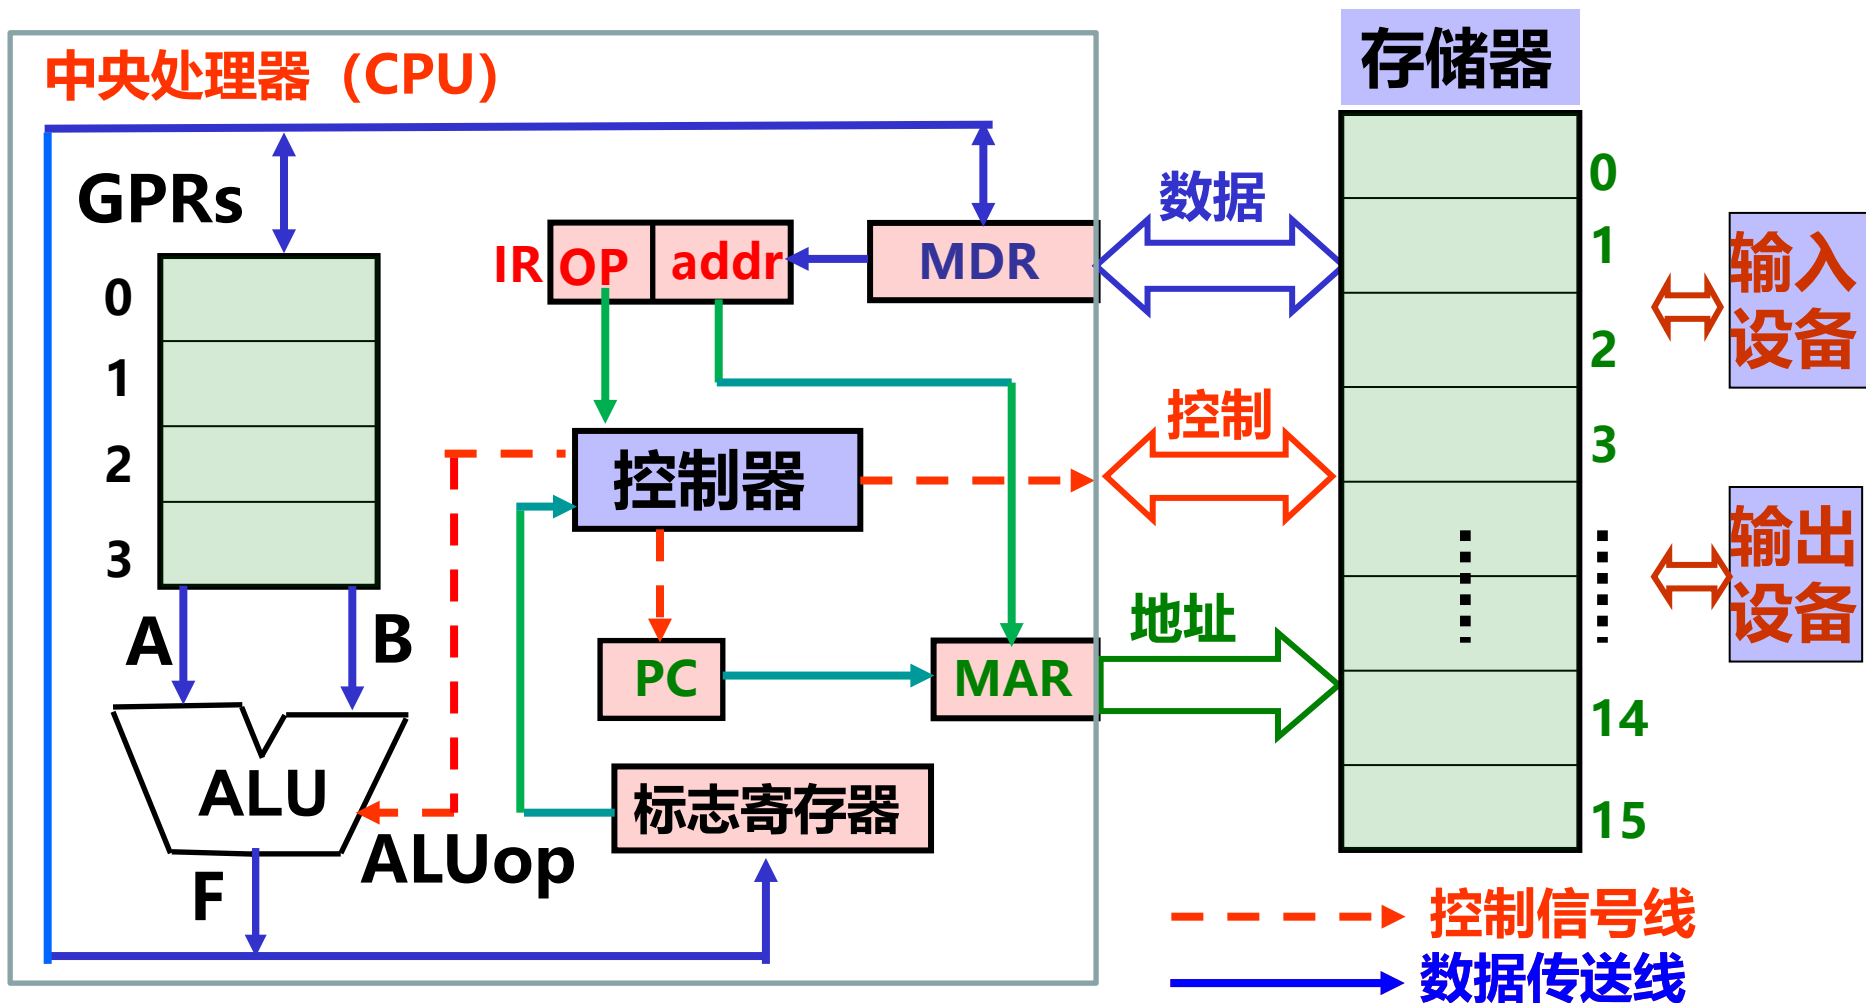 中央处理器（CPU）
存储器
GPRs
0
1
2
3
A
B
ALU
F
ALUop
IR
OP
addr
MDR
控制器
PC
MAR
标志寄存器
数据
控制
地址
0
1
2
3
14
15
输入
设备
输出
设备
控制信号线
数据传送线